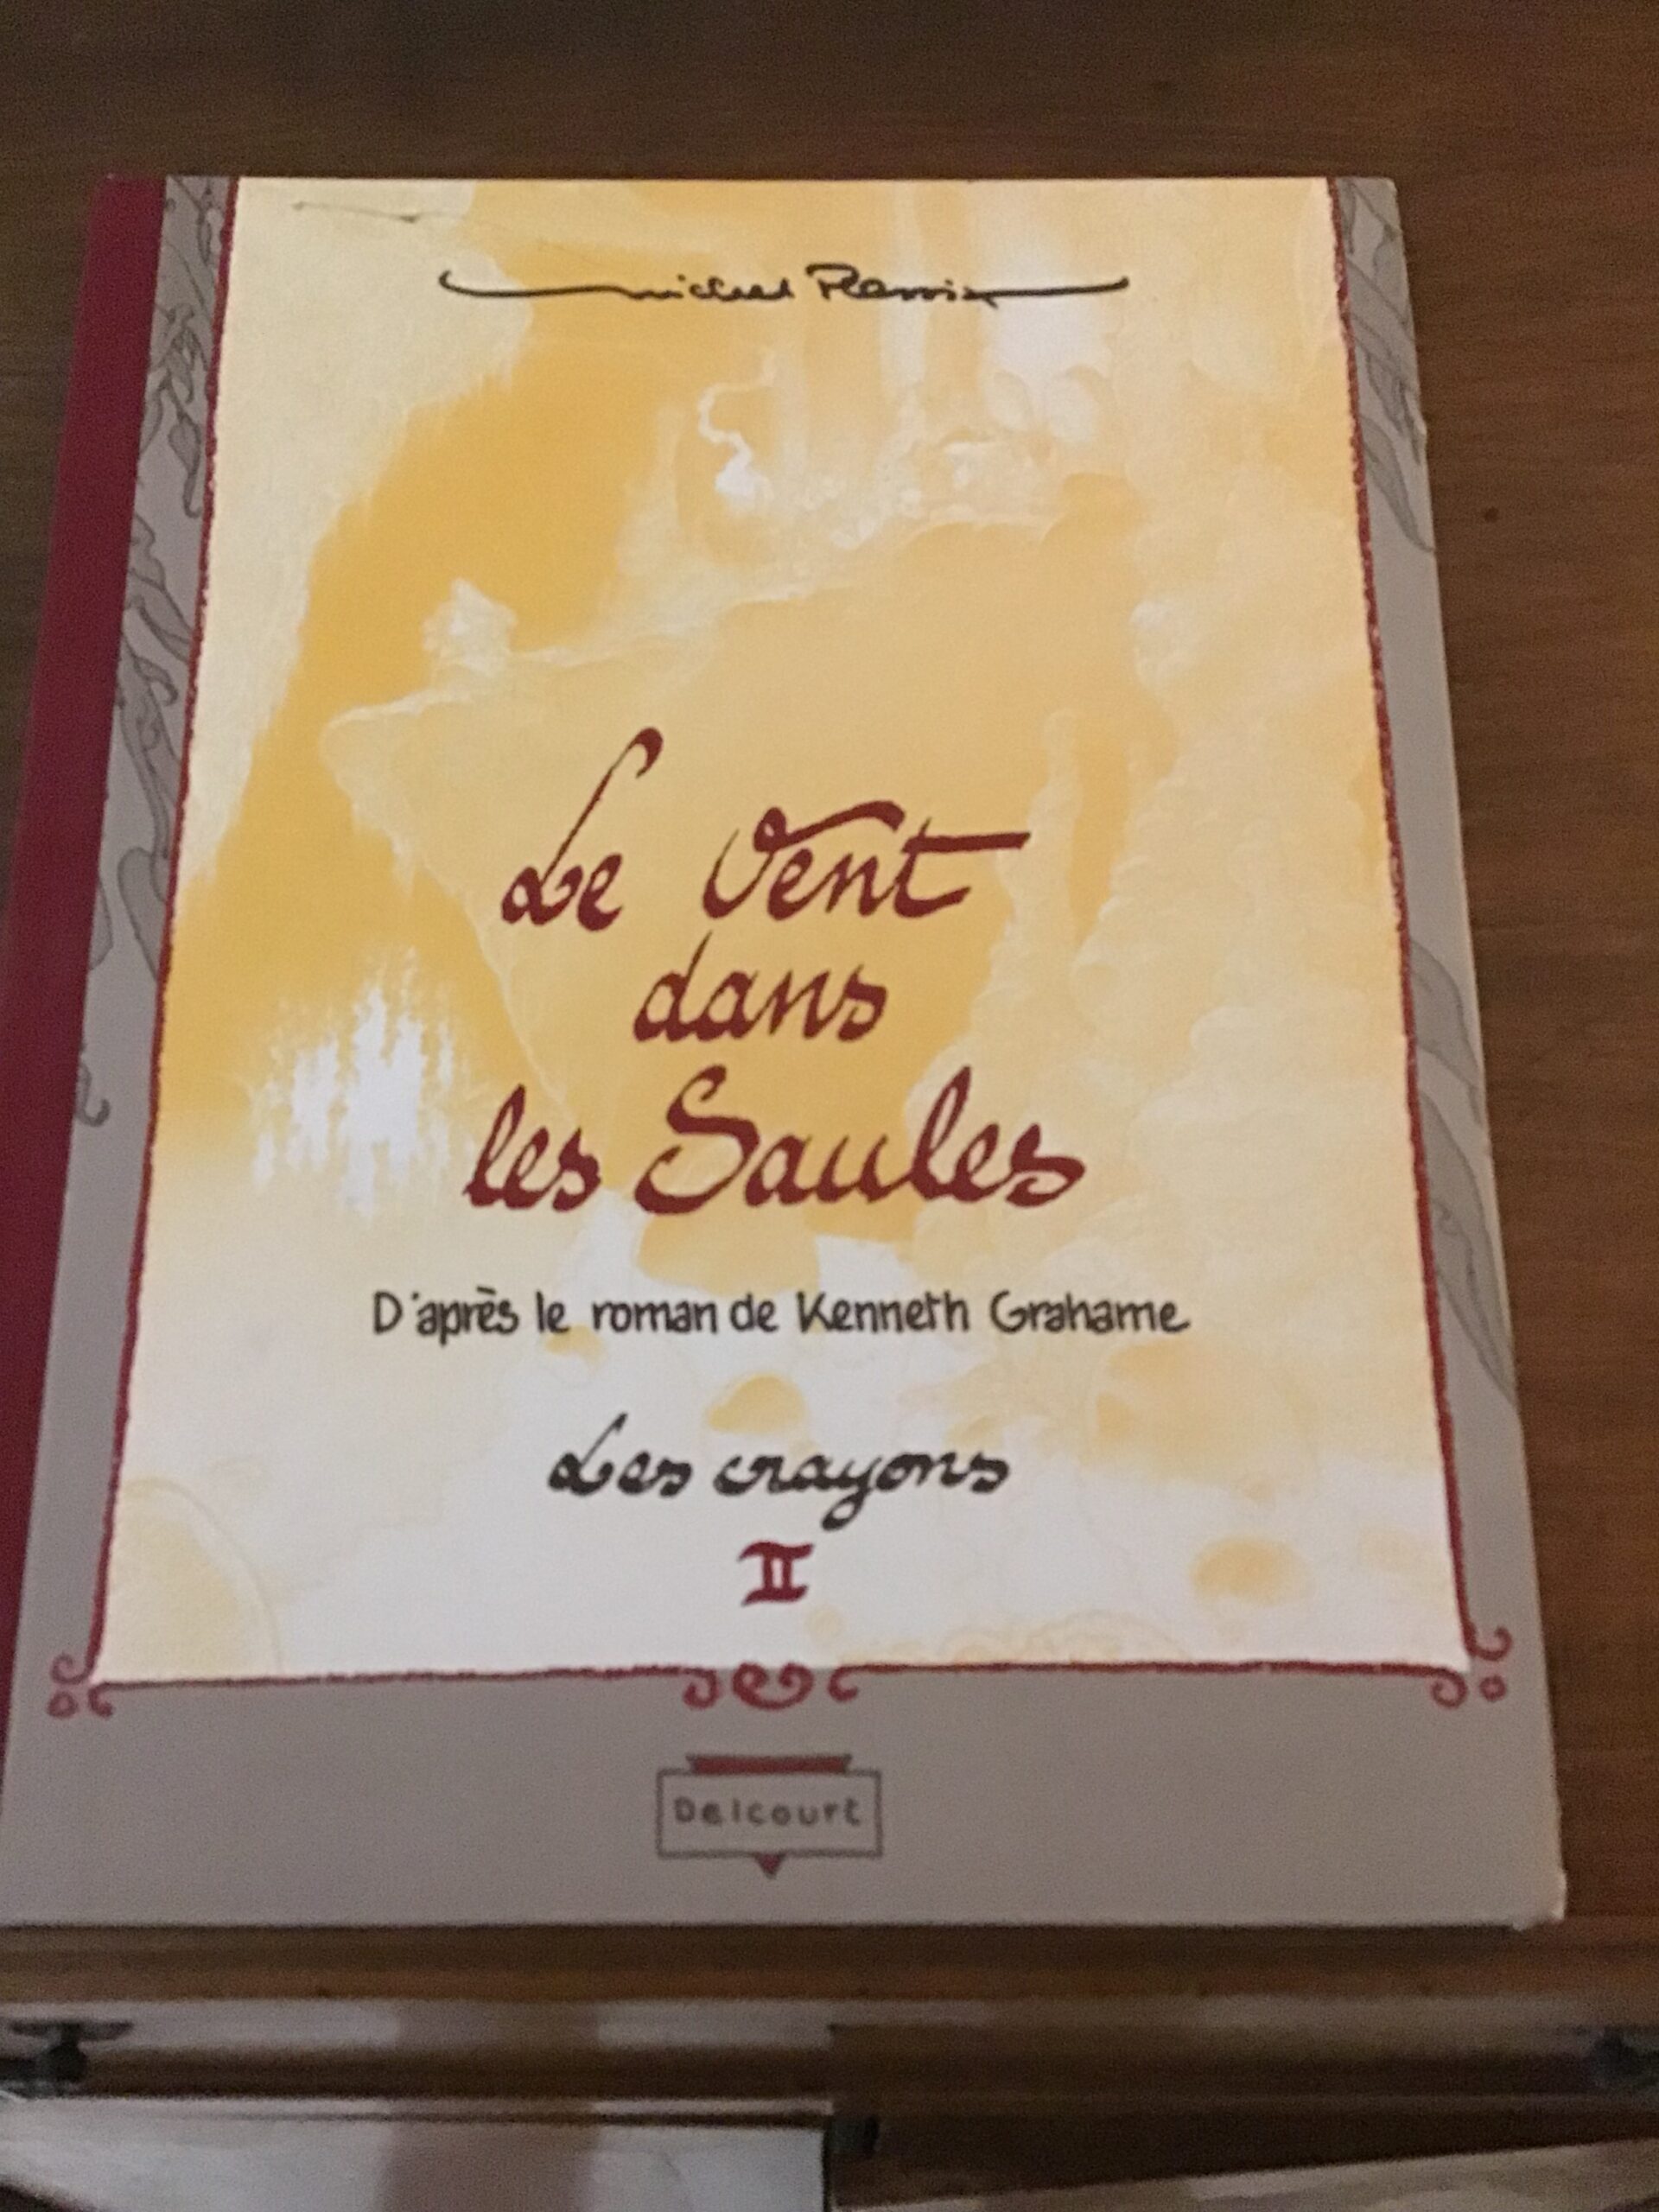 Michel Plessix
Le Vent
dans
les Saules
D'après le roman de Kenneth Grahame
Les crayons
II
Delcourt